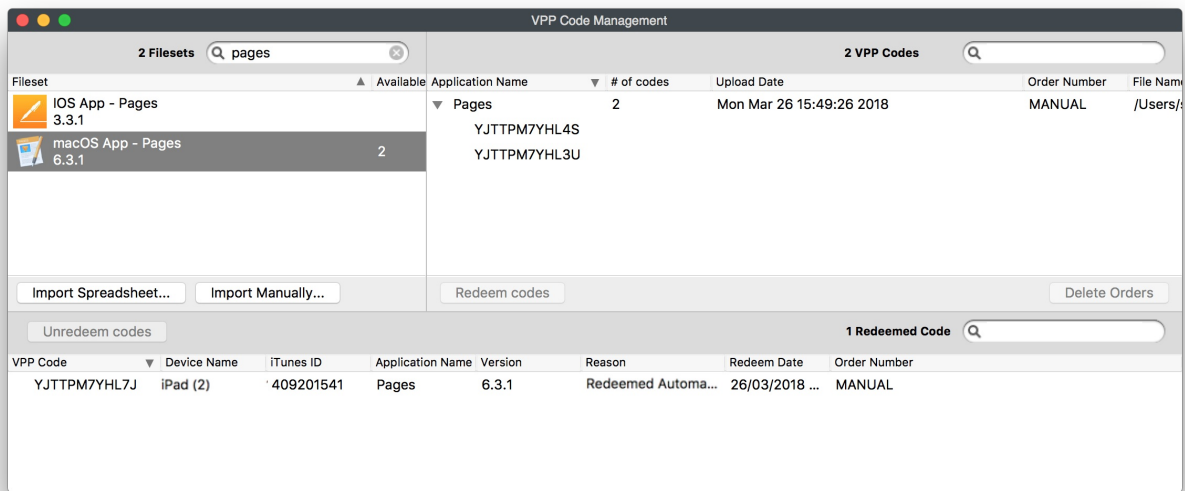 VPP Code Management
2 Filesets pages
2 VPP Codes
Fileset Available
Application Name # of codes Upload Date Order Number File Name
IOS App - Pages
3.3.1
macOS App - Pages
6.3.1
2
Pages 2 Mon Mar 26 15:49:26 2018 MANUAL /Users/
YJTTPM7YHL4S
YJTTPM7YHL3U
Import Spreadsheet... Import Manually...
Redeem codes Delete Orders
Unredeem codes 1 Redeemed Code
VPP Code Device Name iTunes ID Application Name Version Reason Redeem Date Order Number
YJTTPM7YHL7J iPad (2) 409201541 Pages 6.3.1 Redeemed Automa... 26/03/2018 ... MANUAL